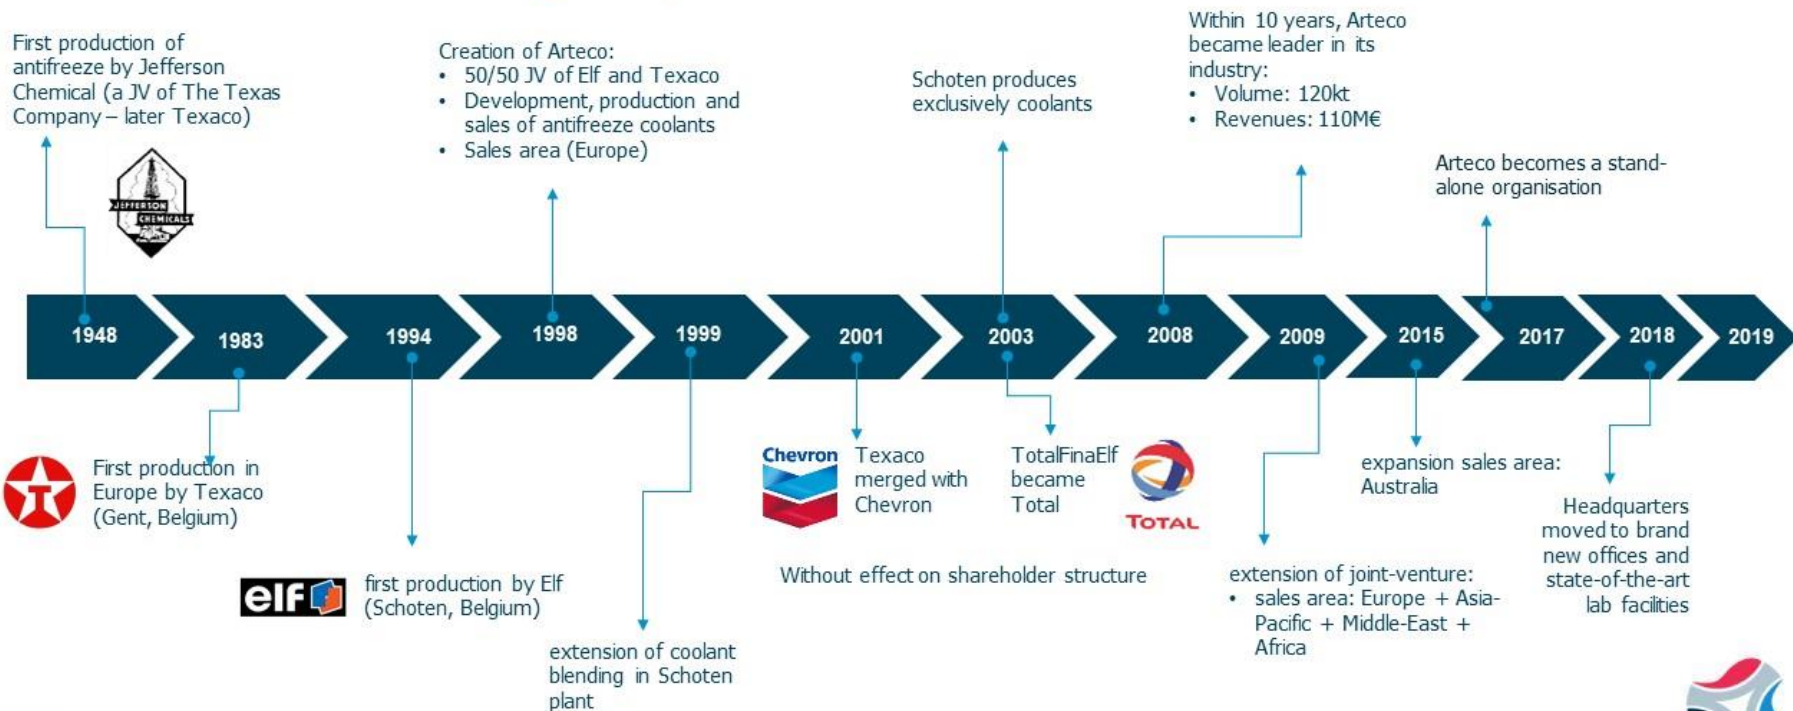 First production of
antifreeze by Jefferson
Chemical (a JV of The Texas
Company – later Texaco)
JEFFERSON
CHEMICALS
Creation of Arteco:
• 50/50 JV of Elf and Texaco
• Development, production and
sales of antifreeze coolants
• Sales area (Europe)
Schoten produces
exclusively coolants
Within 10 years, Arteco
became leader in its
industry:
• Volume: 120kt
• Revenues: 110M€
Arteco becomes a stand-
alone organisation
1948
1983
1994
1998
1999
2001
2003
2008
2009
2015
2017
2018
2019
T
First production in
Europe by Texaco
(Gent, Belgium)
elf
first production by Elf
(Schoten, Belgium)
extension of coolant
blending in Schoten
plant
Chevron
Texaco
merged with
Chevron
TotalFinaElf
became
Total
TOTAL
Without effect on shareholder structure
extension of joint-venture:
• sales area: Europe + Asia-
Pacific + Middle-East +
Africa
expansion sales area:
Australia
Headquarters
moved to brand
new offices and
state-of-the-art
lab facilities